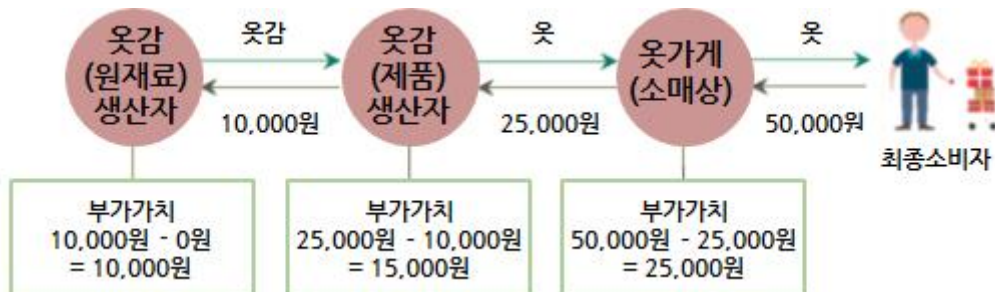 옷감
(원재료)
생산자
옷감
옷감
(제품)
생산자
옷
옷가게
(소매상)
옷
10,000원
25,000원
50,000원
최종소비자
부가가치
10,000원 - 0원
= 10,000원
부가가치
25,000원 - 10,000원
= 15,000원
부가가치
50,000원 - 25,000원
= 25,000원